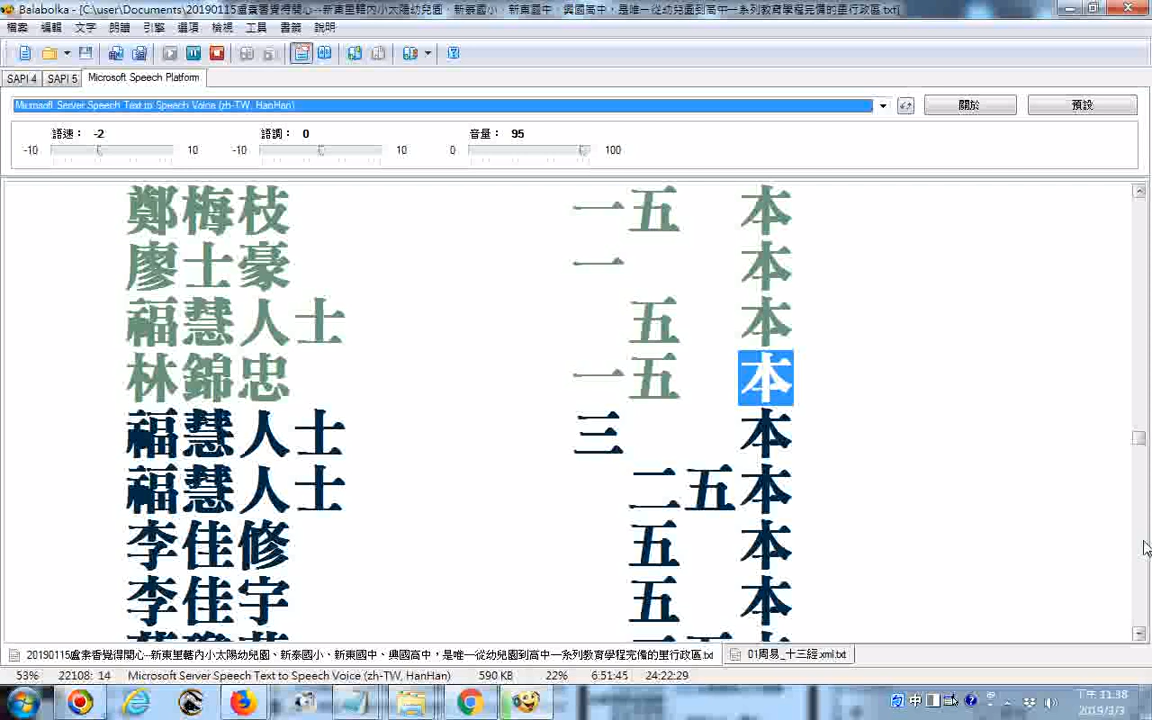 Balabolka - [C:\user\Documents\20190115盧素香覺得開心--新東里轄內小太陽幼兒園、新泰國小、新東國中、興國高中，是唯一從幼兒園到高中一系列教育學程完備的里行政區.txt]
檔案 編輯 文字 朗讀 引擎 選項 檢視 工具 書籤 說明
SAPI 4 SAPI 5 Microsoft Speech Platform
Microsoft Server Speech Text to Speech Voice (zh-TW, HanHan) 關於 預設
語速： -2 語調： 0 音量： 95
-10 10 -10 10 0 100
鄭梅枝 一五 本
廖士豪 一 本
福慧人士 五 本
林錦忠 一五 本
福慧人士 三 本
福慧人士 二五本
李佳修 五 本
李佳宇 五 本
20190115盧素香覺得開心--新東里轄內小太陽幼兒園、新泰國小、新東國中、興國高中，是唯一從幼兒園到高中一系列教育學程完備的里行政區.txt 01周易_十三經.xml.txt
53% 22108: 14 Microsoft Server Speech Text to Speech Voice (zh-TW, HanHan) 590 KB 22% 6:51:45 24:22:29
中 下午 11:38
2019/3/3